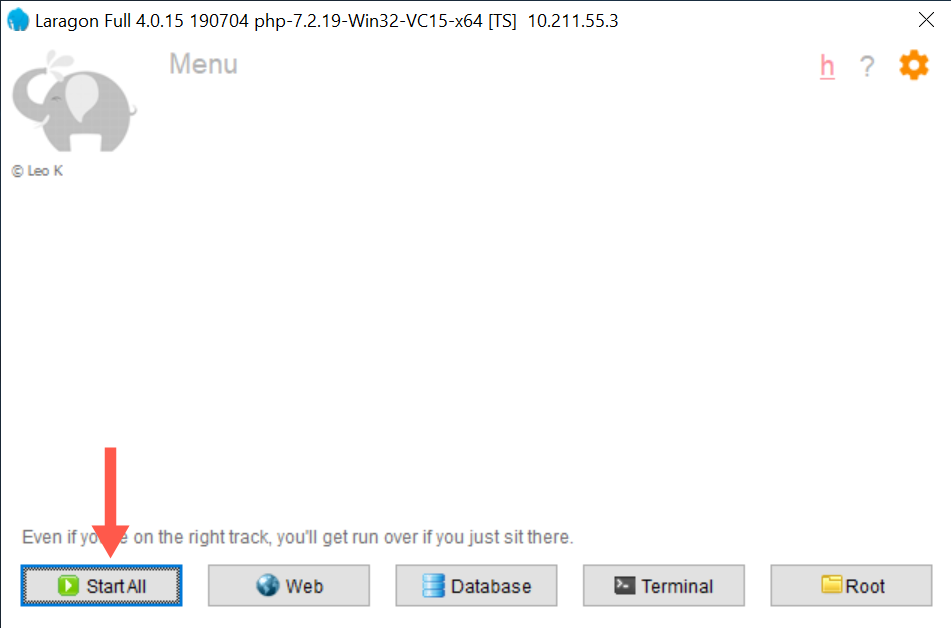 Laragon Full 4.0.15 190704 php-7.2.19-Win32-VC15-x64 [TS] 10.211.55.3
Menu
h ?
© Leo K
Even if yo e on the right track, you'll get run over if you just sit there.
Start All Web Database Terminal Root